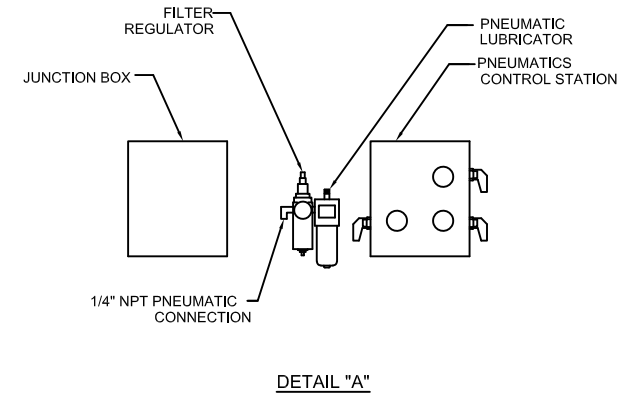 FILTER
REGULATOR
PNEUMATIC
LUBRICATOR
JUNCTION BOX
PNEUMATICS
CONTROL STATION
1/4" NPT PNEUMATIC
CONNECTION
DETAIL "A"